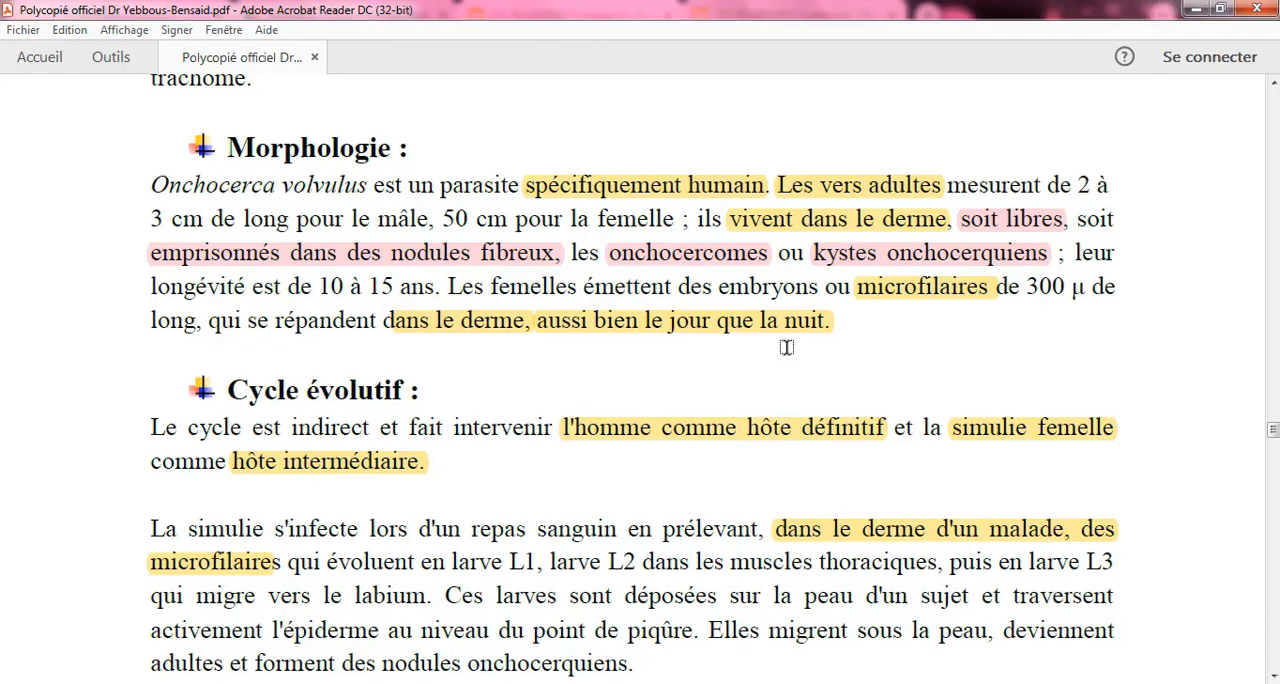 Polycopié officiel Dr Yebbous-Bensaid.pdf - Adobe Acrobat Reader DC (32-bit)
Fichier Edition Affichage Signer Fenêtre Aide
Accueil Outils Polycopié officiel Dr... × ? Se connecter
trachome.
Morphologie :
Onchocerca volvulus est un parasite spécifiquement humain. Les vers adultes mesurent de 2 à
3 cm de long pour le mâle, 50 cm pour la femelle ; ils vivent dans le derme, soit libres, soit
emprisonnés dans des nodules fibreux, les onchocercomes ou kystes onchocerquiens ; leur
longévité est de 10 à 15 ans. Les femelles émettent des embryons ou microfilaires de 300 µ de
long, qui se répandent dans le derme, aussi bien le jour que la nuit.
Cycle évolutif :
Le cycle est indirect et fait intervenir l'homme comme hôte définitif et la simulie femelle
comme hôte intermédiaire.
La simulie s'infecte lors d'un repas sanguin en prélevant, dans le derme d'un malade, des
microfilaires qui évoluent en larve L1, larve L2 dans les muscles thoraciques, puis en larve L3
qui migre vers le labium. Ces larves sont déposées sur la peau d'un sujet et traversent
activement l'épiderme au niveau du point de piqûre. Elles migrent sous la peau, deviennent
adultes et forment des nodules onchocerquiens.